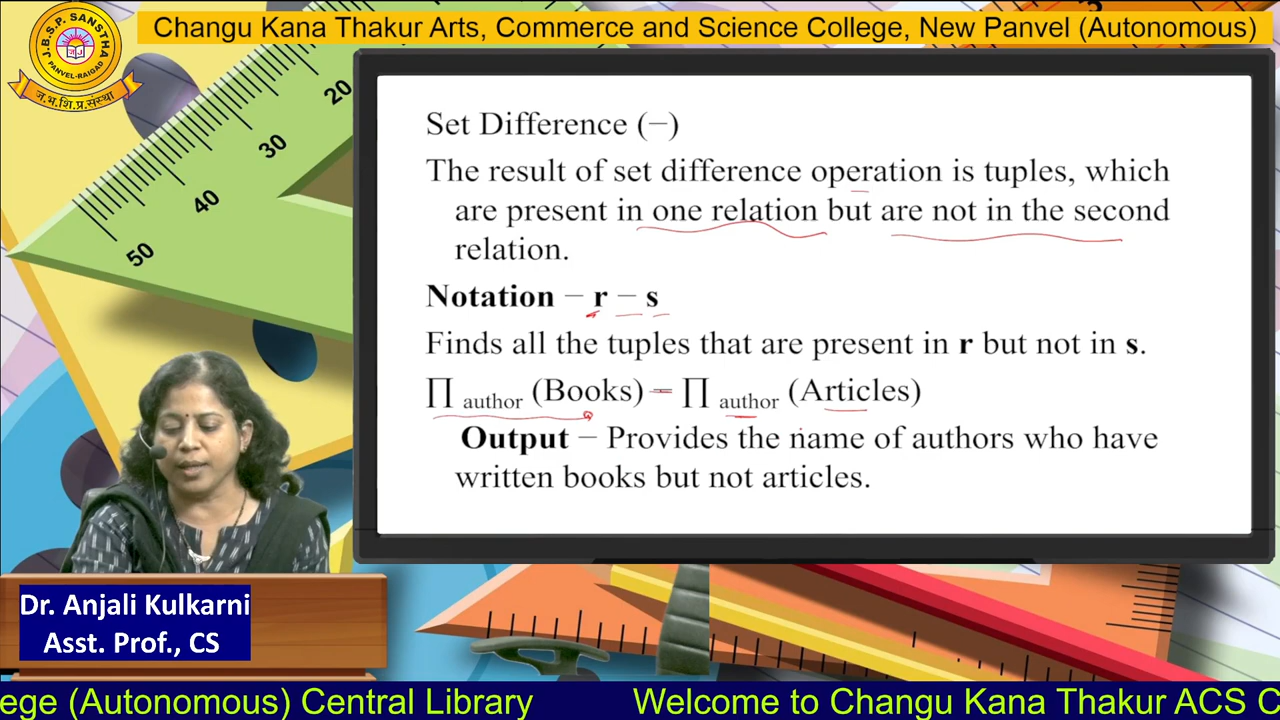 Changu Kana Thakur Arts, Commerce and Science College, New Panvel (Autonomous)
J.B.S.P. SANSTHA
PANVEL-RAIGAD
ज.भ.शि.प्र.संस्था
20
30
40
50
3
Set Difference (−)
The result of set difference operation is tuples, which
are present in one relation but are not in the second
relation.
Notation − r − s
Finds all the tuples that are present in r but not in s.
∏ author (Books) − ∏ author (Articles)
Output − Provides the name of authors who have
written books but not articles.
Dr. Anjali Kulkarni
Asst. Prof., CS
ege (Autonomous) Central Library Welcome to Changu Kana Thakur ACS C